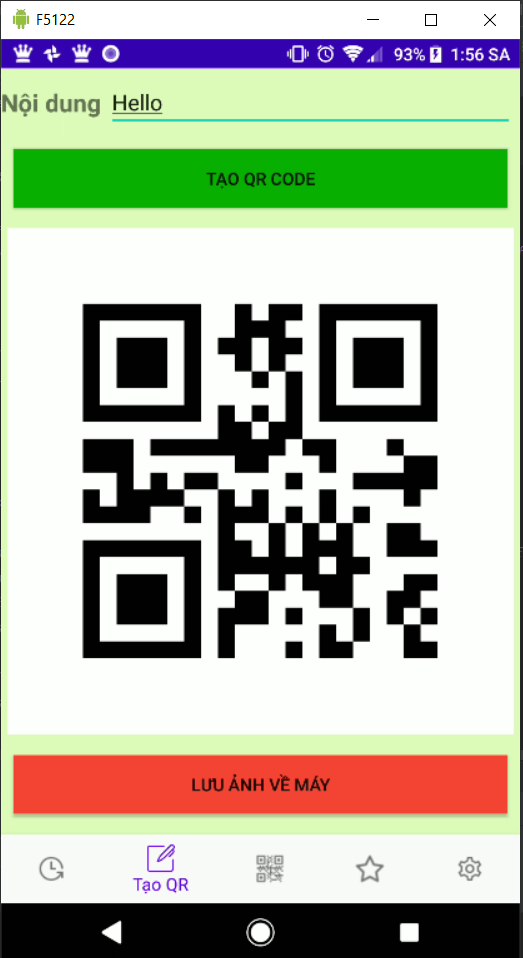 F5122
93% 1:56 SA
Nội dung Hello
TẠO QR CODE
LƯU ẢNH VỀ MÁY
Tạo QR